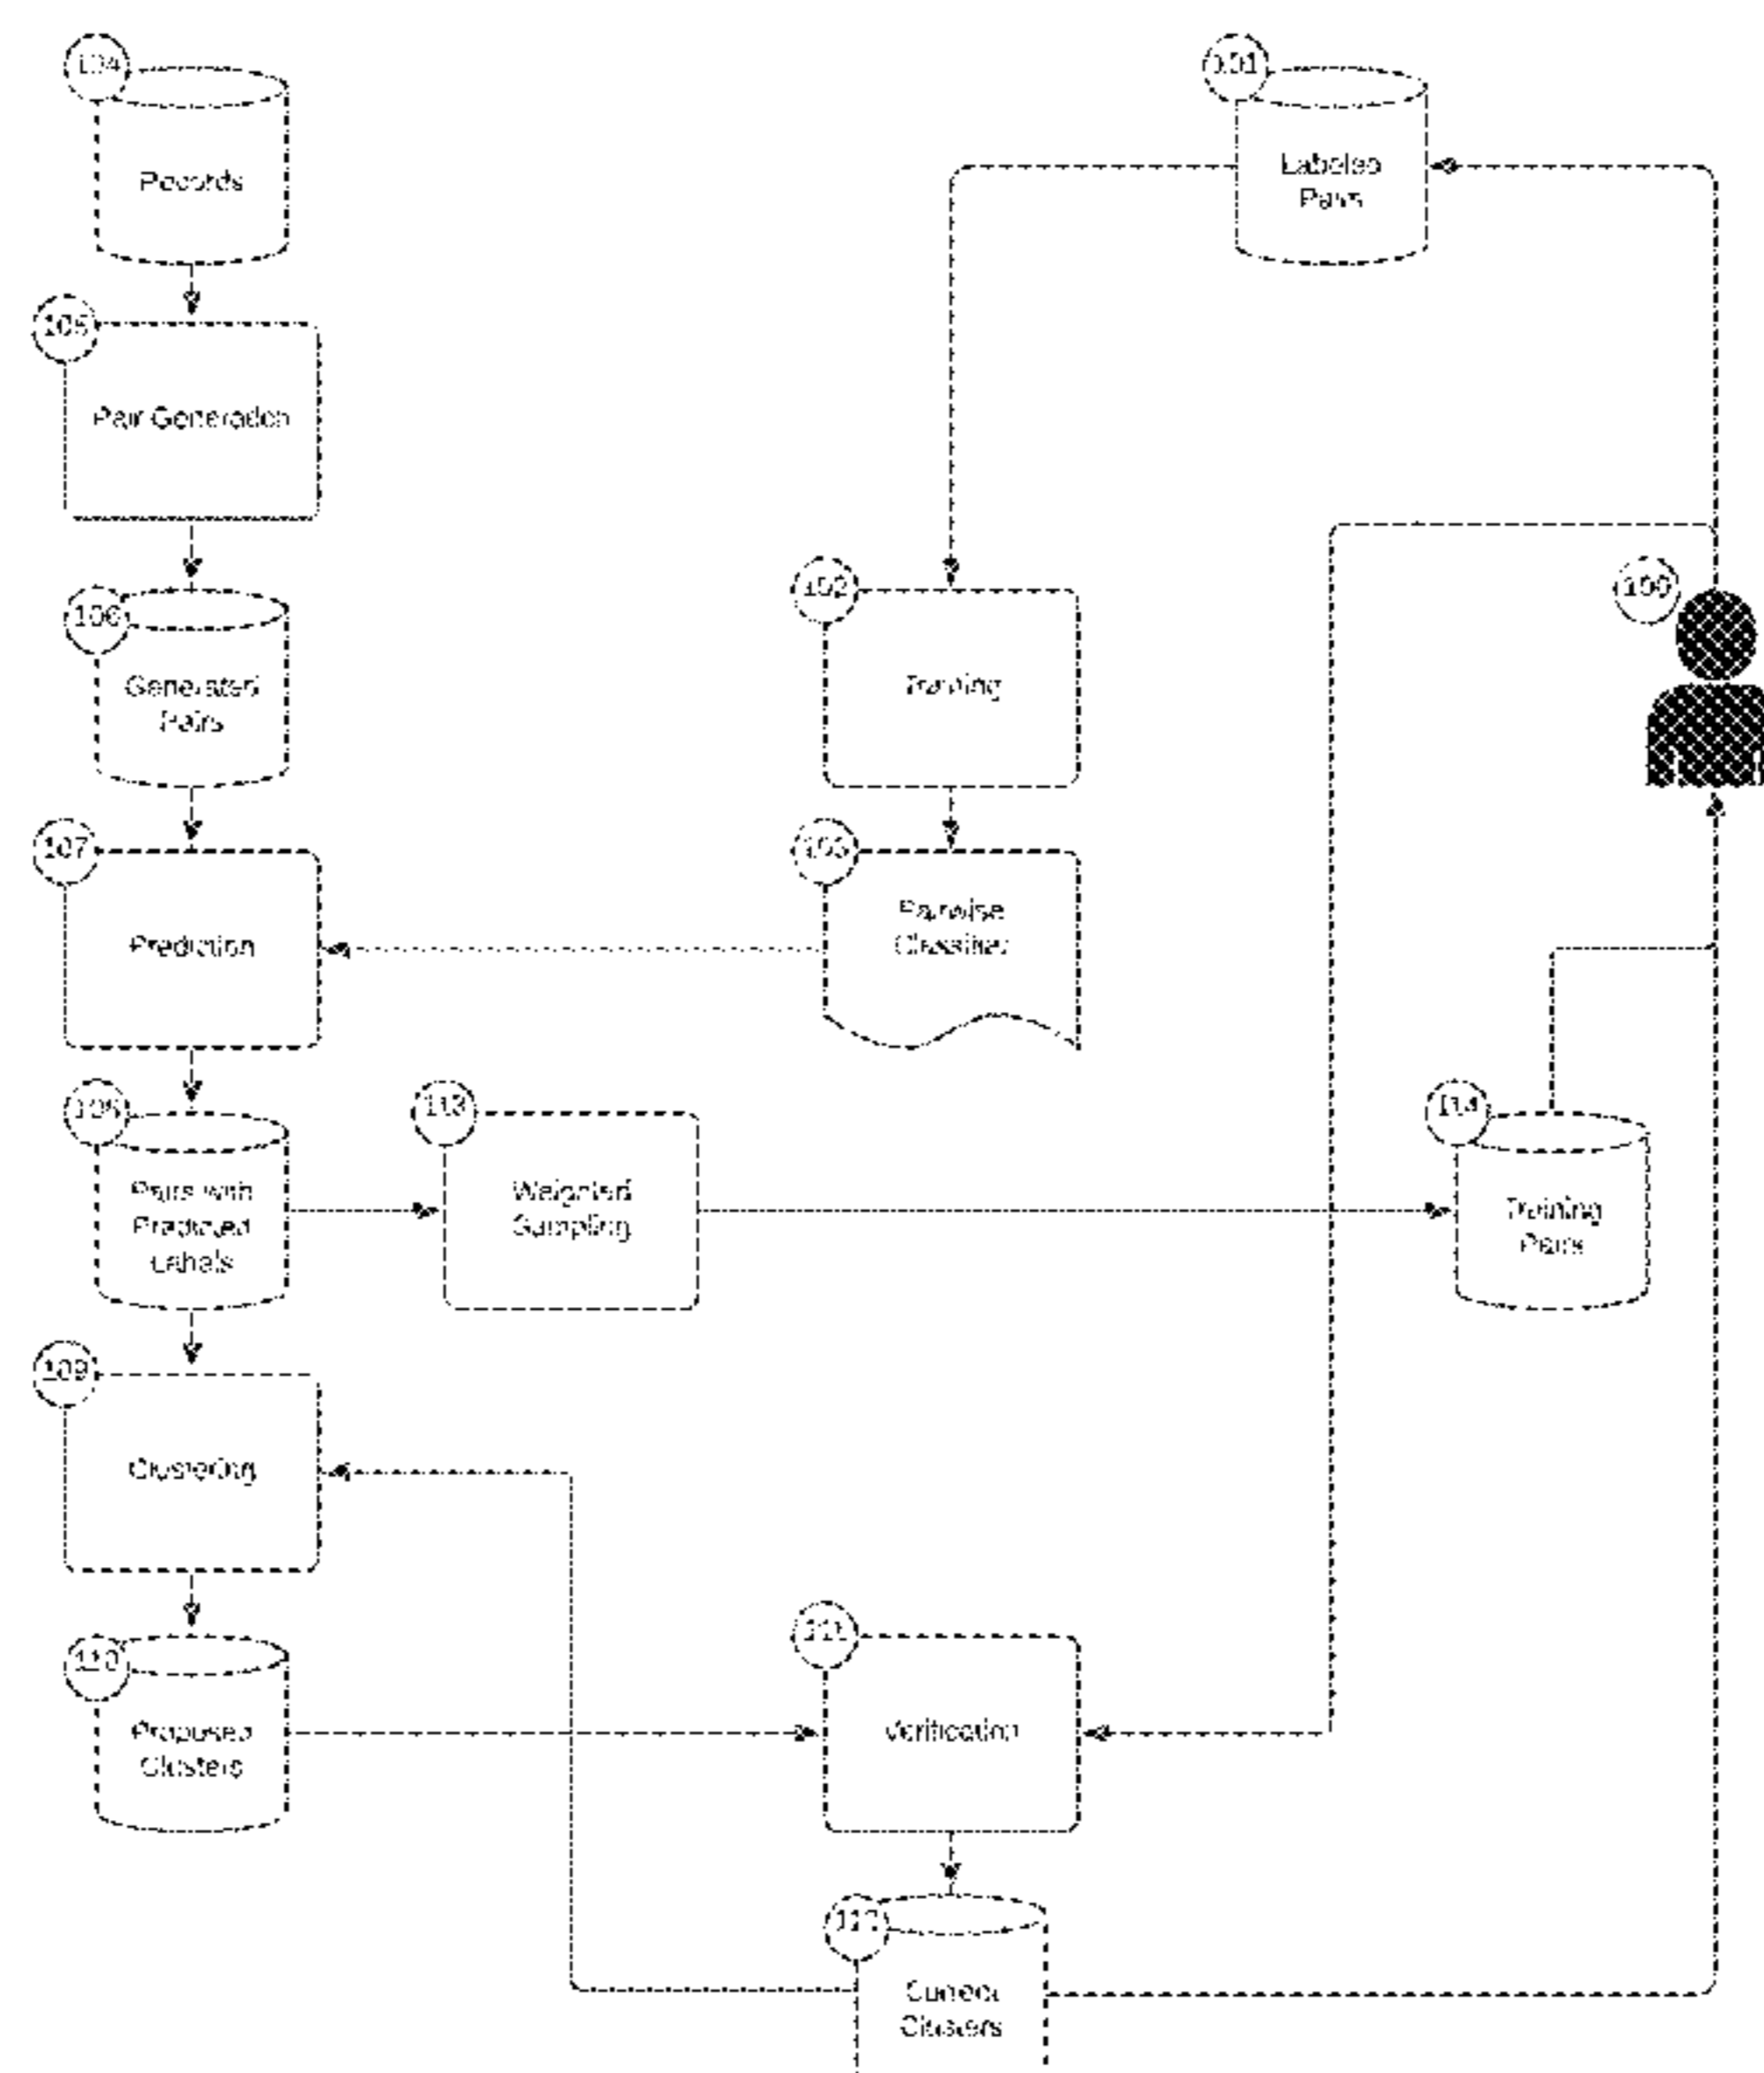 104
Records
101
Labeled
Pairs
105
Pair Generation
106
Generated
Pairs
102
Training
100
107
Prediction
103
Pairwise
Classifier
108
Pairs with
Predicted
Labels
113
Weighted
Sampling
114
Training
Pairs
109
Clustering
110
Proposed
Clusters
111
Verification
112
Current
Clusters